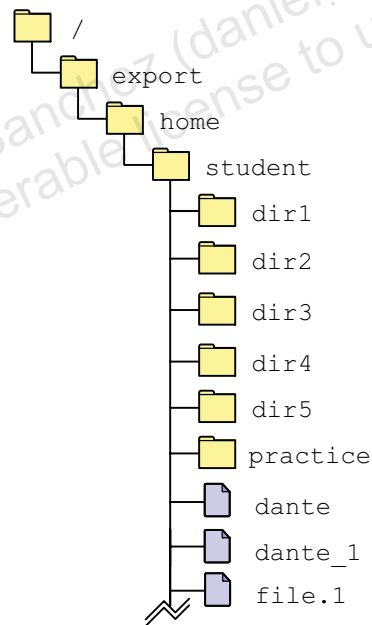 /
export
home
student
dir1
dir2
dir3
dir4
dir5
practice
dante
dante_1
file.1